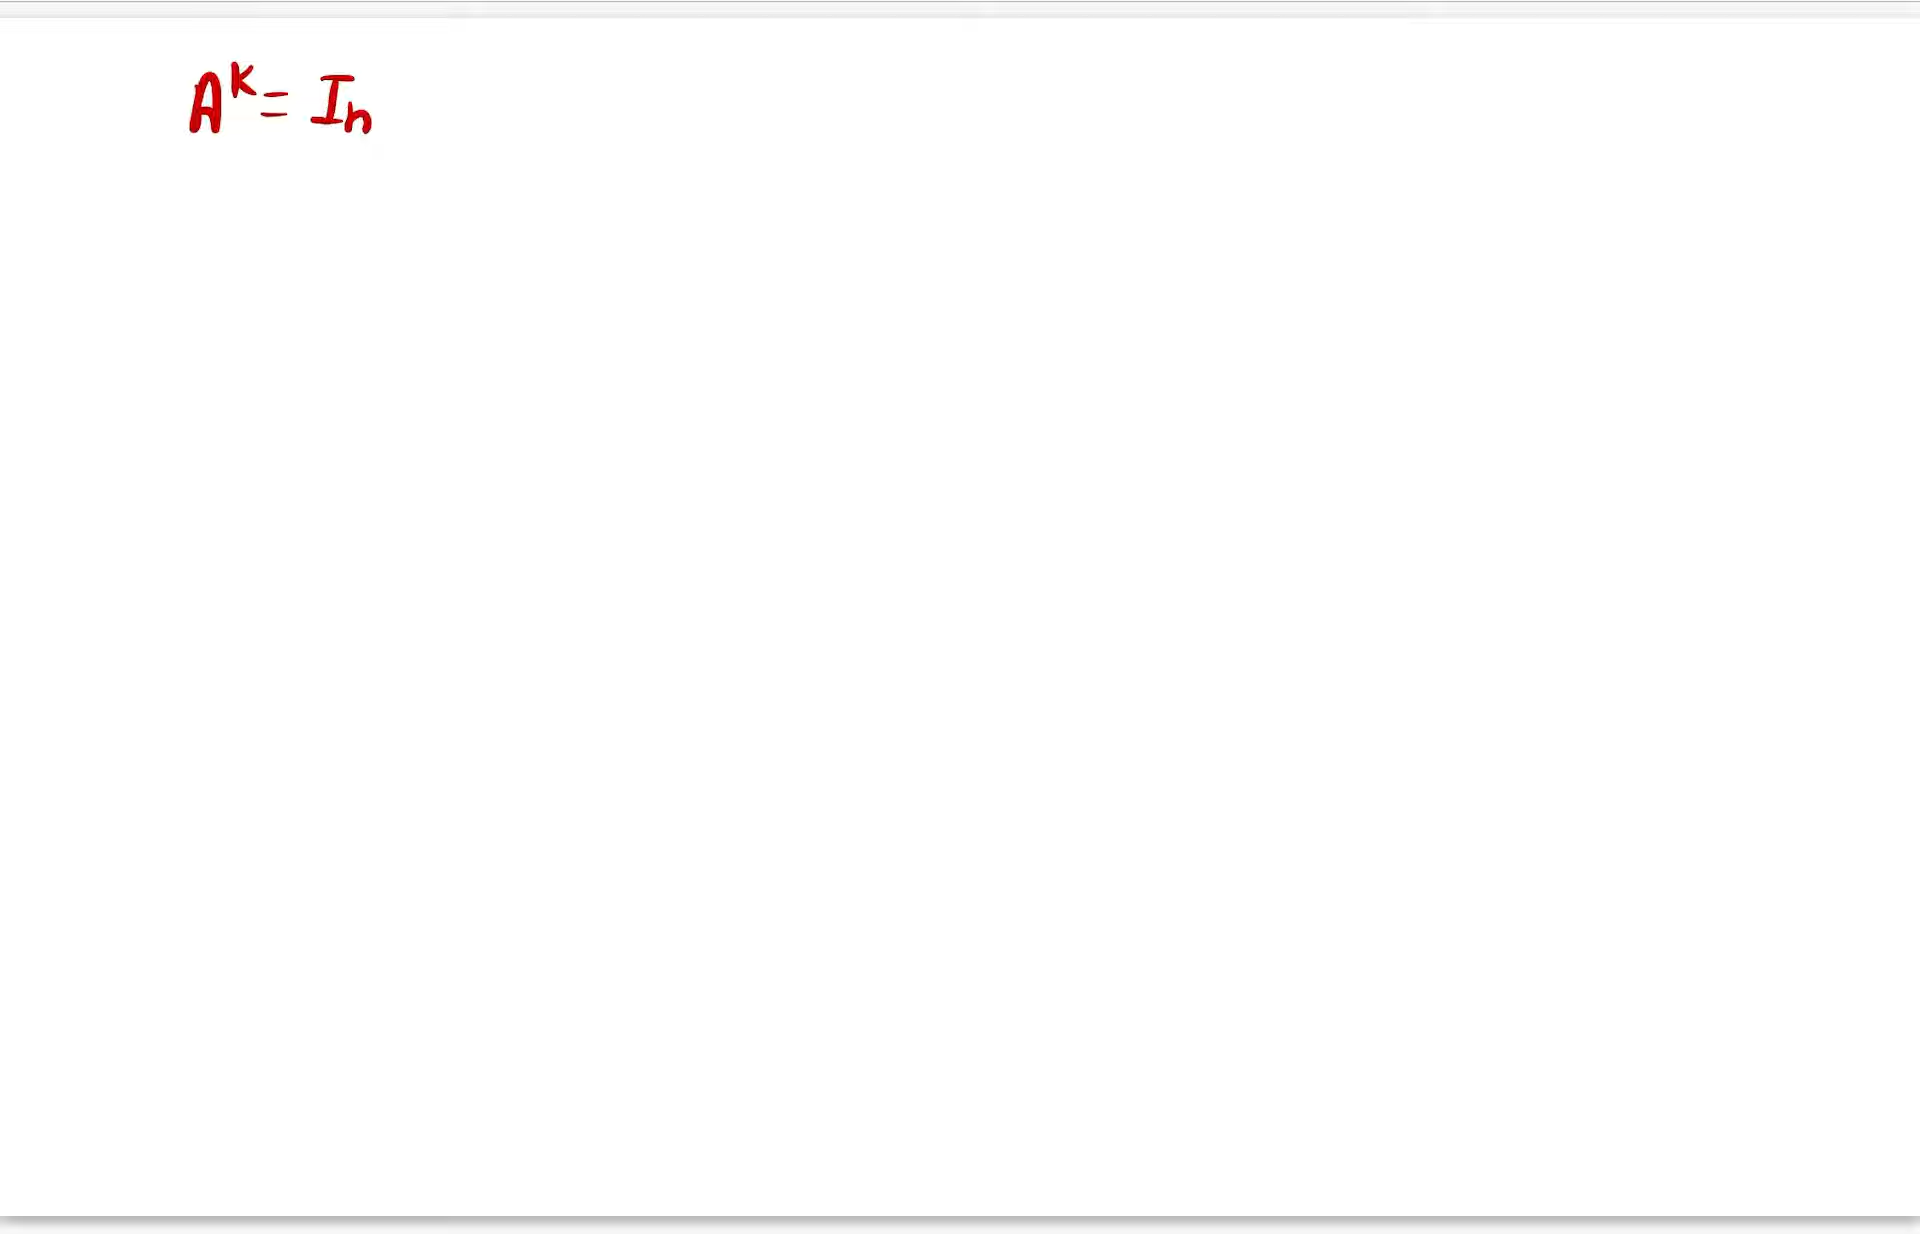 A^K = I_n